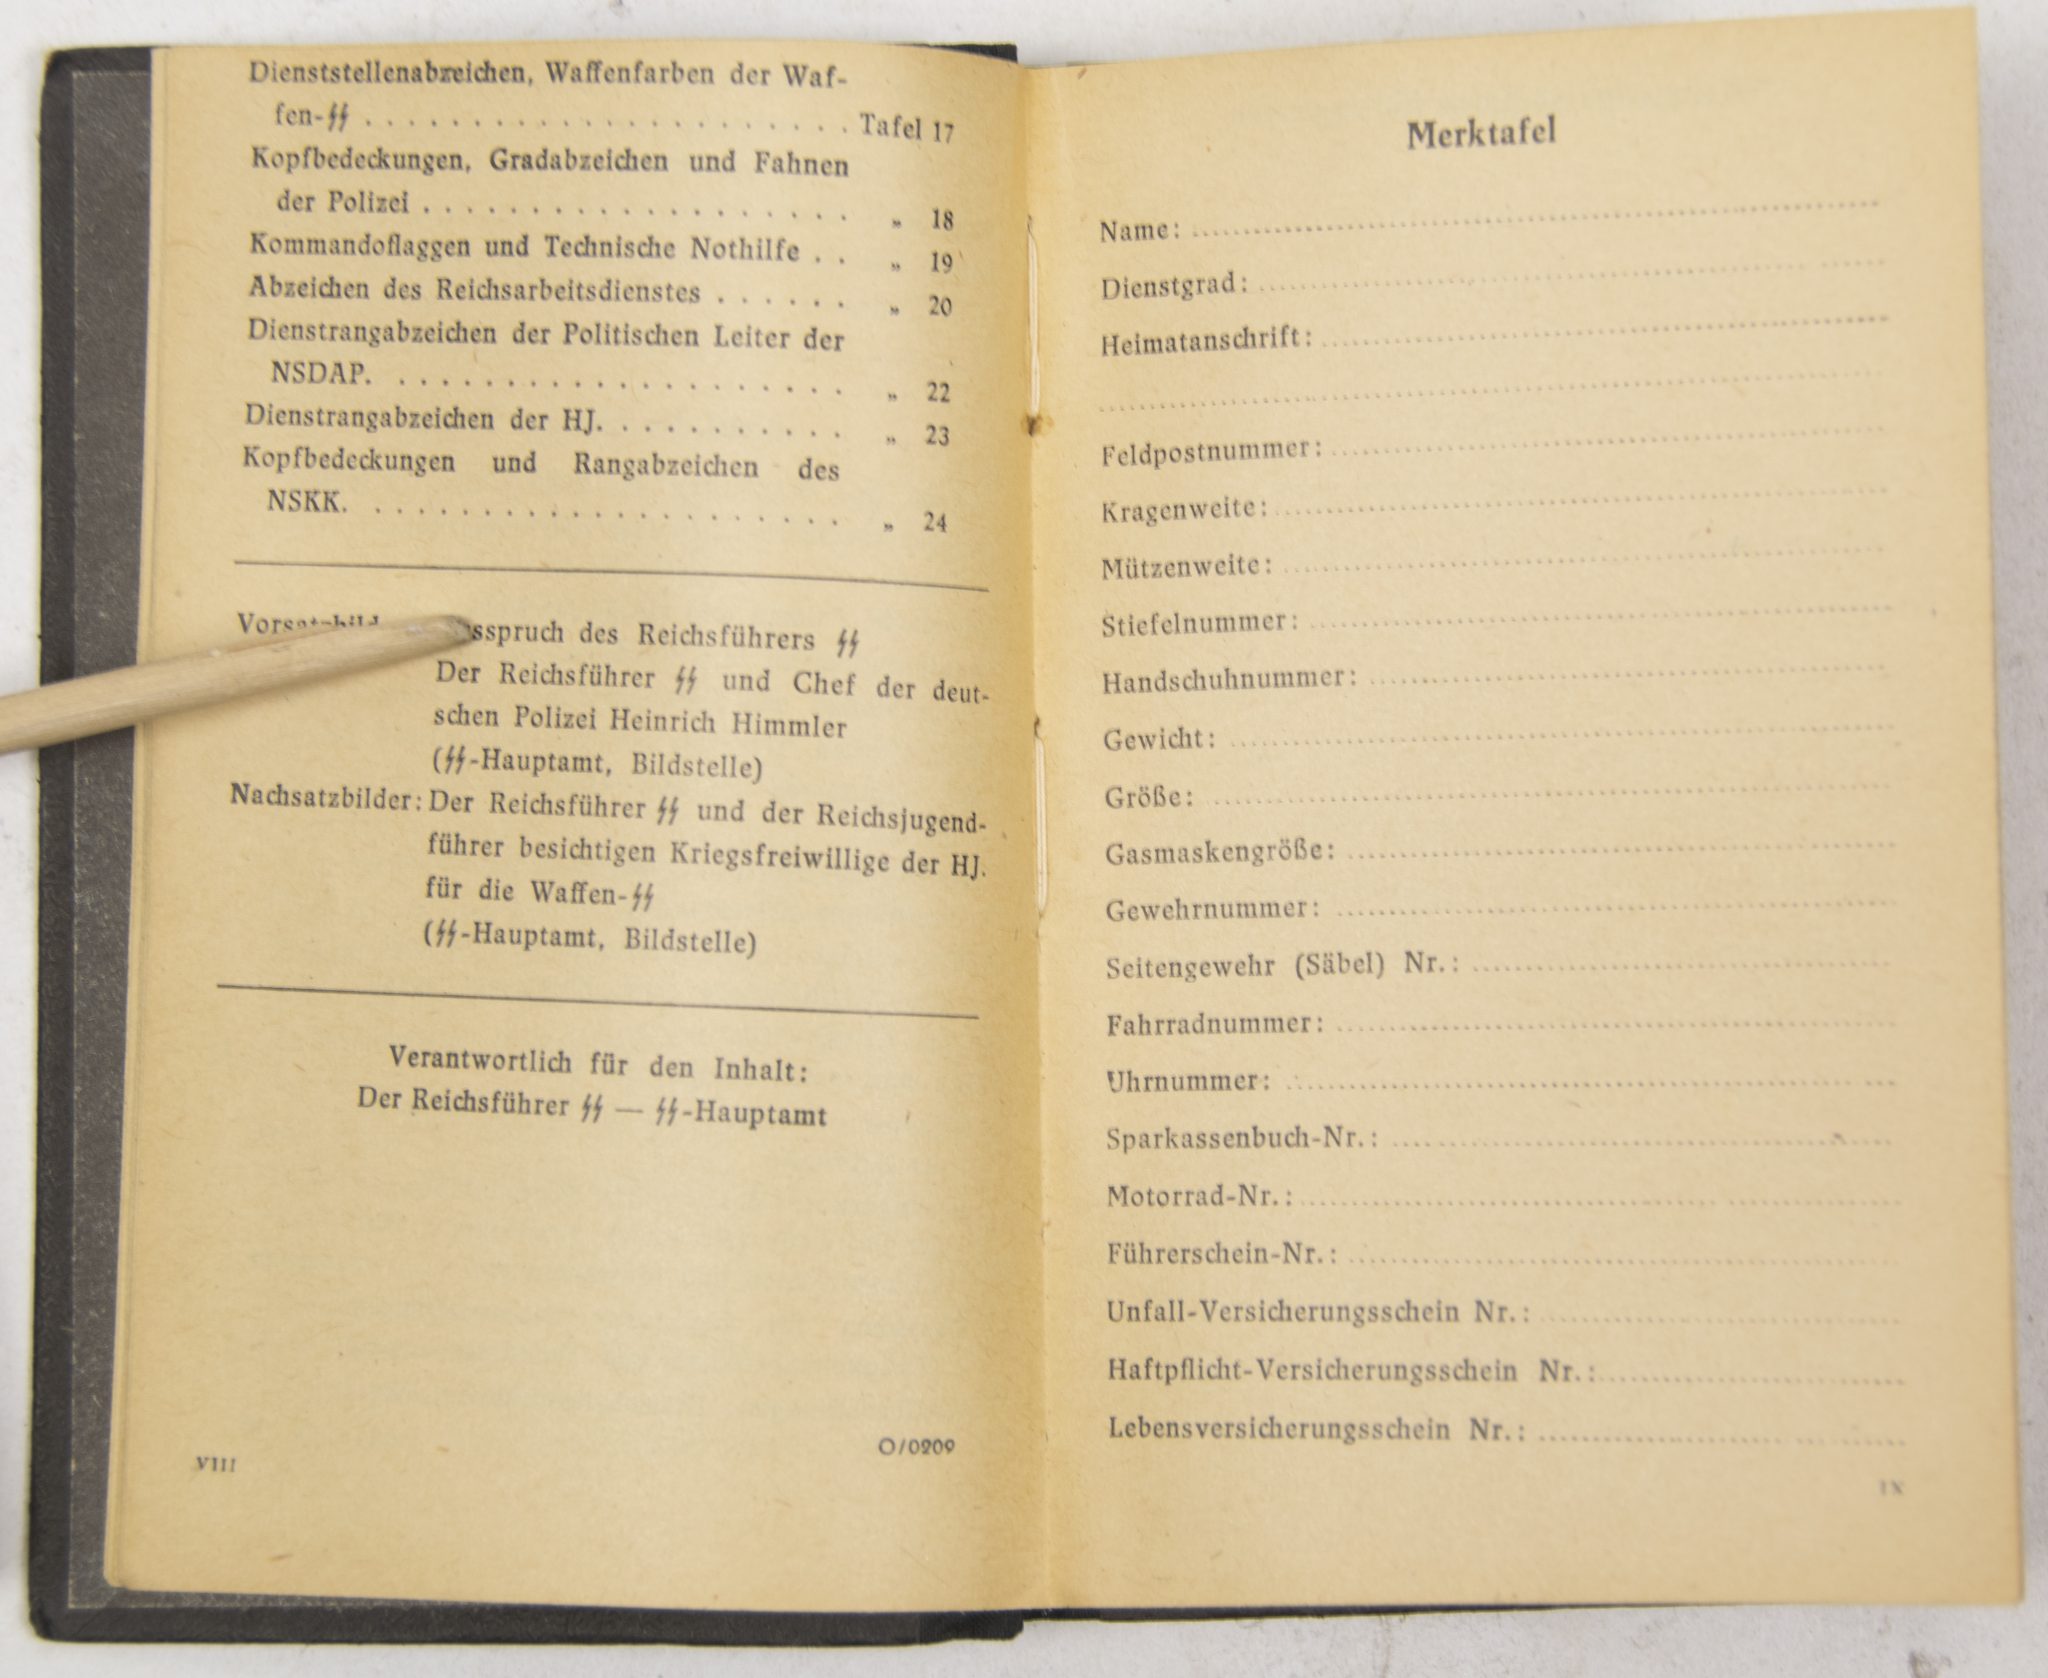 Dienststellenabzeichen, Waffenfarben der Waf-
fen-ᛋᛋ . . . . . . . . . . . . . . . . . . . . . . Tafel 17
Kopfbedeckungen, Gradabzeichen und Fahnen
der Polizei . . . . . . . . . . . . . . . . . . . „ 18
Kommandoflaggen und Technische Nothilfe . . „ 19
Abzeichen des Reichsarbeitsdienstes . . . . . . „ 20
Dienstrangabzeichen der Politischen Leiter der
NSDAP. . . . . . . . . . . . . . . . . . . . „ 22
Dienstrangabzeichen der HJ. . . . . . . . . . . „ 23
Kopfbedeckungen und Rangabzeichen des
NSKK. . . . . . . . . . . . . . . . . . . . „ 24
Vorsatzbild des Reichsführers ᛋᛋ
Der Reichsführer ᛋᛋ und Chef der deut-
schen Polizei Heinrich Himmler
(ᛋᛋ-Hauptamt, Bildstelle)
Nachsatzbilder: Der Reichsführer ᛋᛋ und der Reichsjugend-
führer besichtigen Kriegsfreiwillige der HJ.
für die Waffen-ᛋᛋ
(ᛋᛋ-Hauptamt, Bildstelle)
Verantwortlich für den Inhalt:
Der Reichsführer ᛋᛋ — ᛋᛋ-Hauptamt
O/0209
VIII
Merktafel
Name:
Dienstgrad:
Heimatanschrift:
Feldpostnummer:
Kragenweite:
Mützenweite:
Stiefelnummer:
Handschuhnummer:
Gewicht:
Größe:
Gasmaskengröße:
Gewehrnummer:
Seitengewehr (Säbel) Nr.:
Fahrradnummer:
Uhrnummer:
Sparkassenbuch-Nr.:
Motorrad-Nr.:
Führerschein-Nr.:
Unfall-Versicherungsschein Nr.:
Haftpflicht-Versicherungsschein Nr.:
Lebensversicherungsschein Nr.:
IX